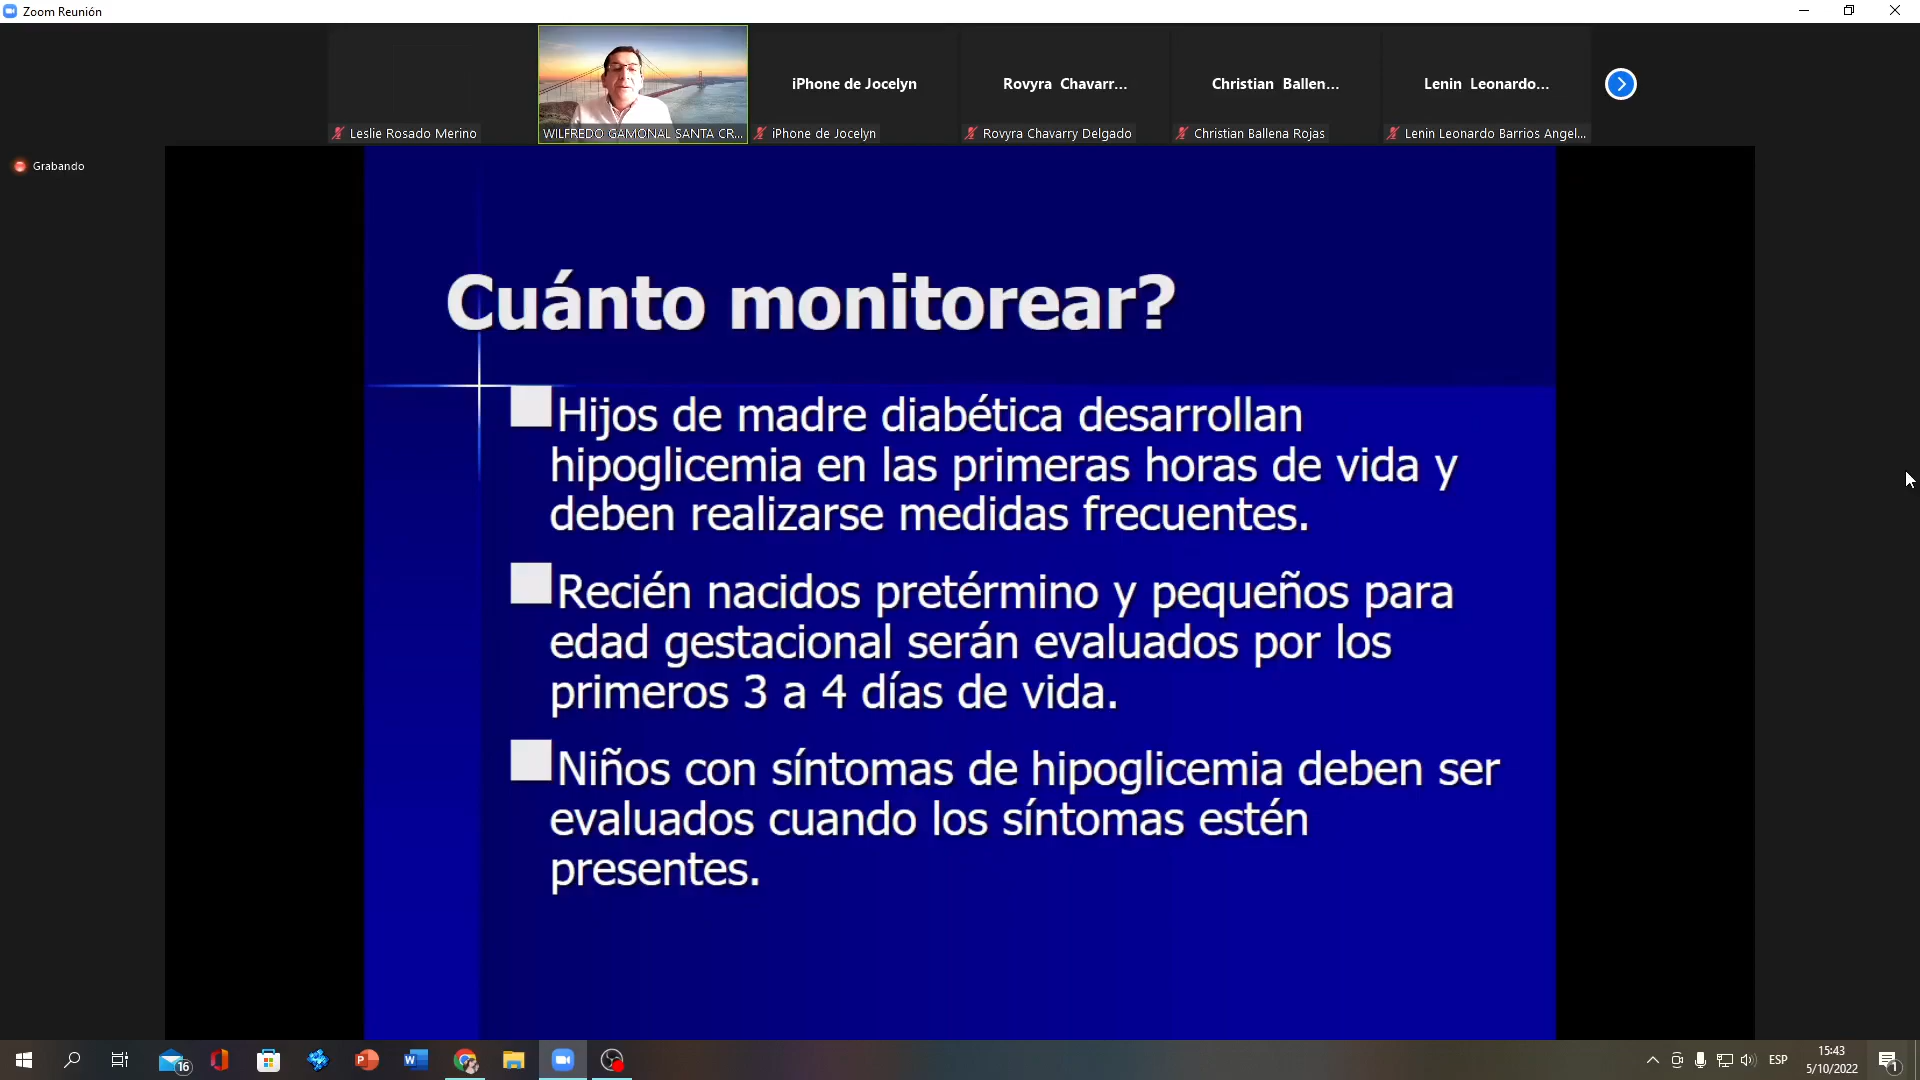 Zoom Reunión
iPhone de Jocelyn
Rovyra Chavarr...
Christian Ballen...
Lenin Leonardo...
Leslie Rosado Merino
WILFREDO GAMONAL SANTA CR...
iPhone de Jocelyn
Rovyra Chavarry Delgado
Christian Ballena Rojas
Lenin Leonardo Barrios Angel...
Grabando
Cuánto monitorear?
Hijos de madre diabética desarrollan
hipoglicemia en las primeras horas de vida y
deben realizarse medidas frecuentes.
Recién nacidos pretérmino y pequeños para
edad gestacional serán evaluados por los
primeros 3 a 4 días de vida.
Niños con síntomas de hipoglicemia deben ser
evaluados cuando los síntomas estén
presentes.
16
ESP
15:43
5/10/2022
1